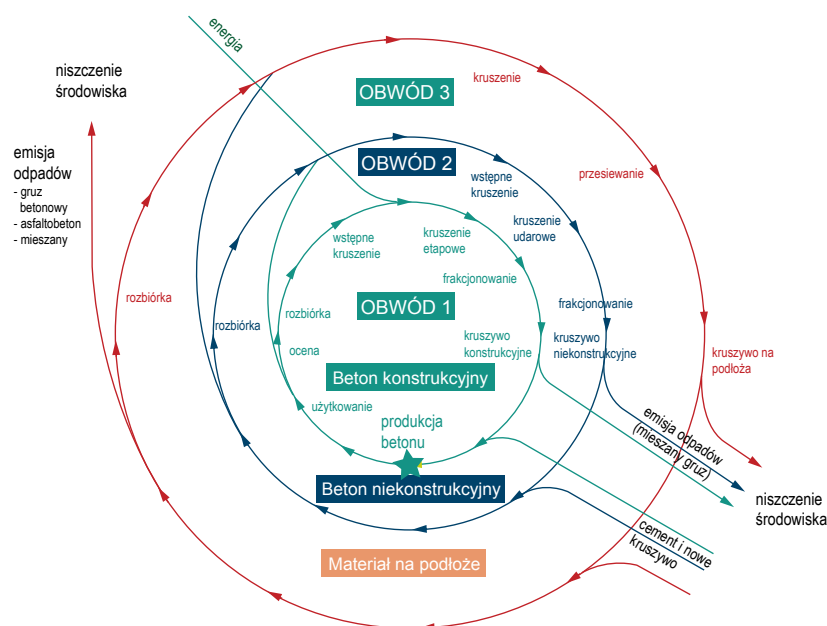 energia
niszczenie
środowiska
emisja
odpadów
- gruz
betonowy
- asfaltobeton
- mieszany
OBWÓD 3
kruszenie
przesiewanie
kruszywo na
podłoża
rozbiórka
OBWÓD 2
wstępne
kruszenie
kruszenie
udarowe
frakcjonowanie
kruszywo
niekonstrukcyjne
rozbiórka
wstępne
kruszenie
kruszenie
etapowe
frakcjonowanie
OBWÓD 1
rozbiórka
ocena
kruszywo
konstrukcyjne
Beton konstrukcyjny
użytkowanie
produkcja
betonu
Beton niekonstrukcyjny
Materiał na podłoże
emisja odpadów
(mieszany gruz)
niszczenie
środowiska
cement i nowe
kruszywo